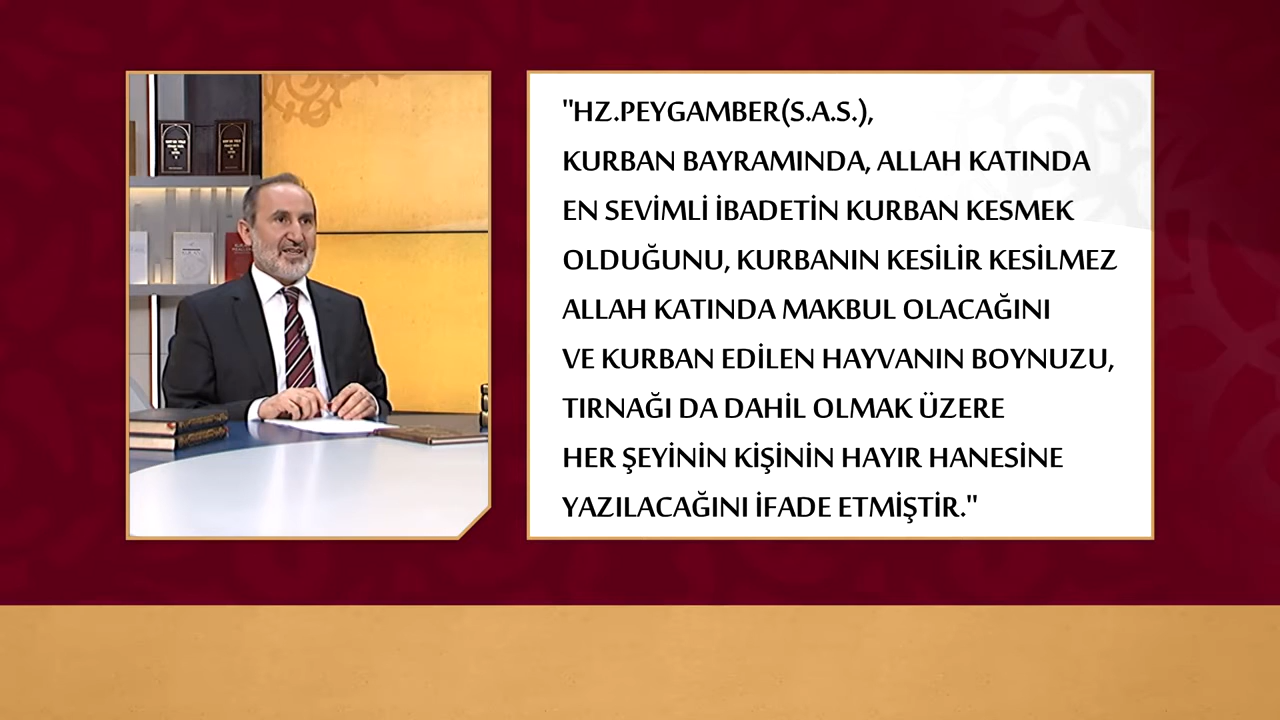 "HZ.PEYGAMBER(S.A.S.),
KURBAN BAYRAMINDA, ALLAH KATINDA
EN SEVİMLİ İBADETİN KURBAN KESMEK
OLDUĞUNU, KURBANIN KESİLİR KESİLMEZ
ALLAH KATINDA MAKBUL OLACAĞINI
VE KURBAN EDİLEN HAYVANIN BOYNUZU,
TIRNAĞI DA DAHİL OLMAK ÜZERE
HER ŞEYİNİN KİŞİNİN HAYIR HANESİNE
YAZILACAĞINI İFADE ETMİŞTİR."